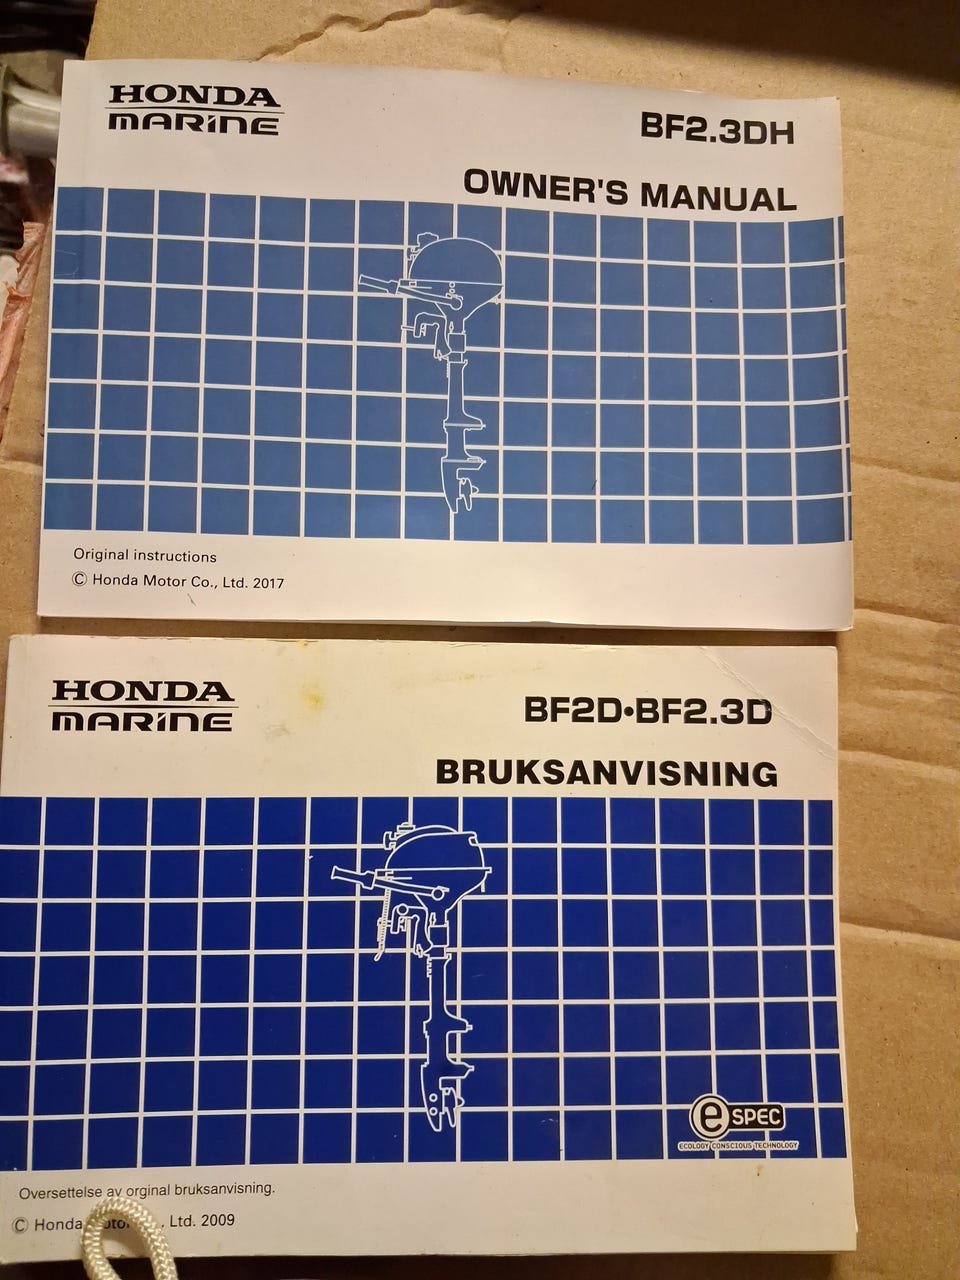 HONDA
MARINE
BF2.3DH
OWNER'S MANUAL
Original instructions
© Honda Motor Co., Ltd. 2017
HONDA
MARINE
BF2D•BF2.3D
BRUKSANVISNING
e SPEC
ECOLOGY CONSCIOUS TECHNOLOGY
Oversettelse av orginal bruksanvisning.
© Honda , Ltd. 2009